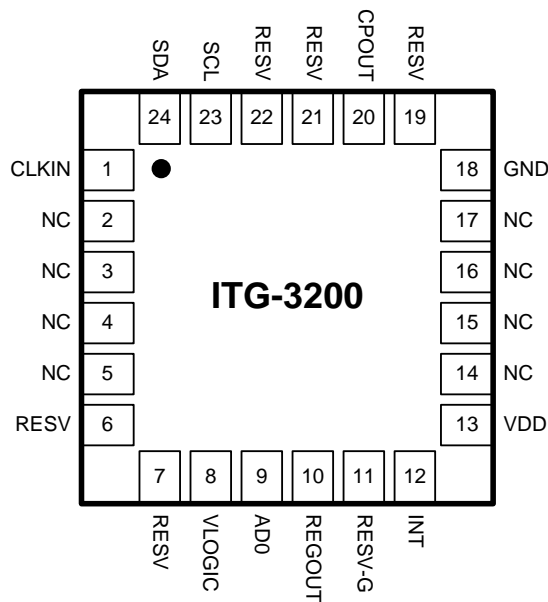 SDA SCL RESV RESV CPOUT RESV
24 23 22 21 20 19
CLKIN 1 18 GND
NC 2 17 NC
NC 3 16 NC
ITG-3200
NC 4 15 NC
NC 5 14 NC
RESV 6 13 VDD
7 8 9 10 11 12
RESV VLOGIC AD0 REGOUT RESV-G INT